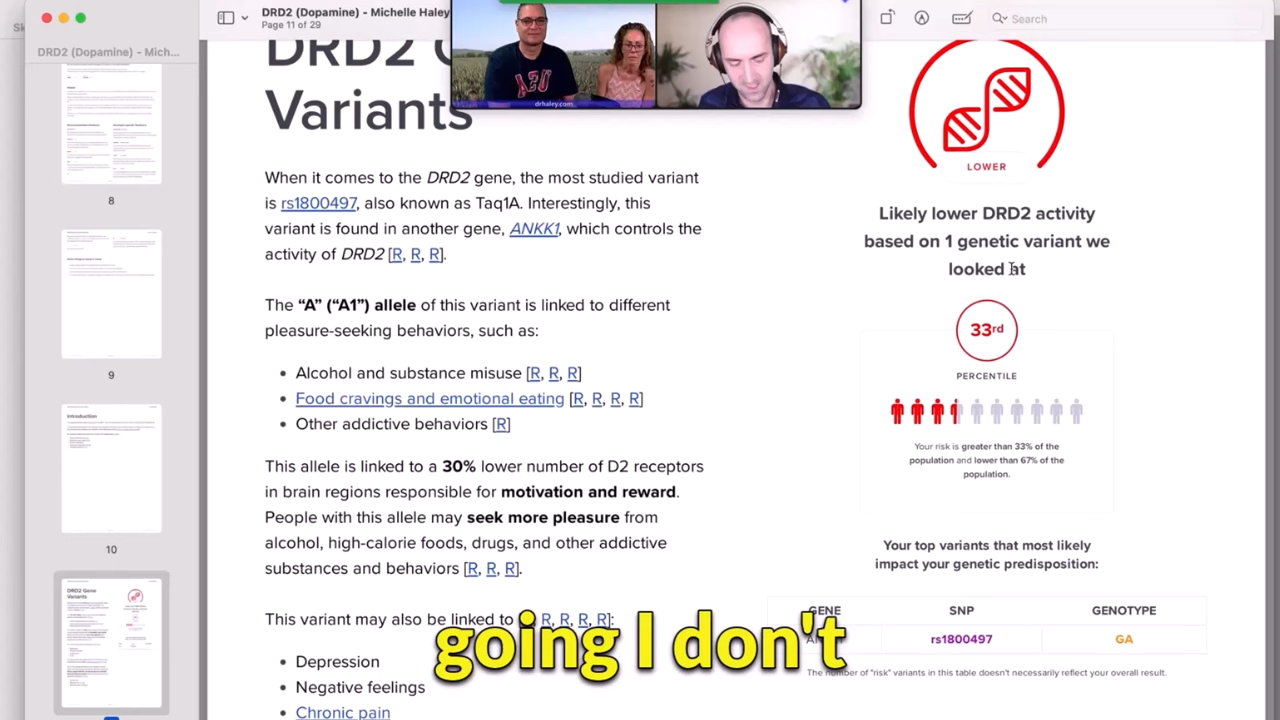 DRD2 (Dopamine) - Michelle Haley
Page 11 of 29
Search
DRD2 (Dopamine) - Mich...
drhaley.com
8
9
Introduction
10
DRD2 Gene
Variants
Variants
When it comes to the DRD2 gene, the most studied variant
is rs1800497, also known as Taq1A. Interestingly, this
variant is found in another gene, ANKK1, which controls the
activity of DRD2 [R, R, R].
The “A” (“A1”) allele of this variant is linked to different
pleasure-seeking behaviors, such as:
• Alcohol and substance misuse [R, R, R]
• Food cravings and emotional eating [R, R, R, R]
• Other addictive behaviors [R]
This allele is linked to a 30% lower number of D2 receptors
in brain regions responsible for motivation and reward.
People with this allele may seek more pleasure from
alcohol, high-calorie foods, drugs, and other addictive
substances and behaviors [R, R, R].
This variant may also be linked to [R, R, R, R]:
• Depression
• Negative feelings
• Chronic pain
LOWER
Likely lower DRD2 activity
based on 1 genetic variant we
looked at
33rd
PERCENTILE
Your risk is greater than 33% of the
population and lower than 67% of the
population.
Your top variants that most likely
impact your genetic predisposition:
GENE SNP GENOTYPE
rs1800497 GA
The number of "risk" variants in this table doesn't necessarily reflect your overall result.
going I don't